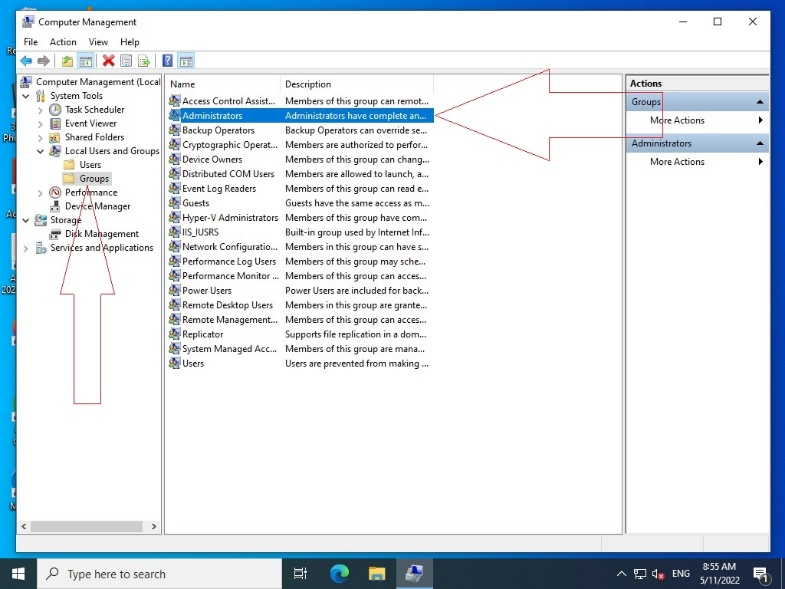 Computer Management
File Action View Help
Computer Management (Local
System Tools
Task Scheduler
Event Viewer
Shared Folders
Local Users and Groups
Users
Groups
Performance
Device Manager
Storage
Disk Management
Services and Applications
Name Description
Access Control Assist... Members of this group can remot...
Administrators Administrators have complete an...
Backup Operators Backup Operators can override se...
Cryptographic Operat... Members are authorized to perfor...
Device Owners Members of this group can chang...
Distributed COM Users Members are allowed to launch, a...
Event Log Readers Members of this group can read e...
Guests Guests have the same access as m...
Hyper-V Administrators Members of this group have com...
IIS_IUSRS Built-in group used by Internet Inf...
Network Configuratio... Members in this group can have s...
Performance Log Users Members of this group may sche...
Performance Monitor ... Members of this group can acces...
Power Users Power Users are included for back...
Remote Desktop Users Members in this group are grante...
Remote Management... Members of this group can acces...
Replicator Supports file replication in a dom...
System Managed Acc... Members of this group are mana...
Users Users are prevented from making ...
Actions
Groups
More Actions
Administrators
More Actions
Type here to search
ENG
8:55 AM
5/11/2022
1